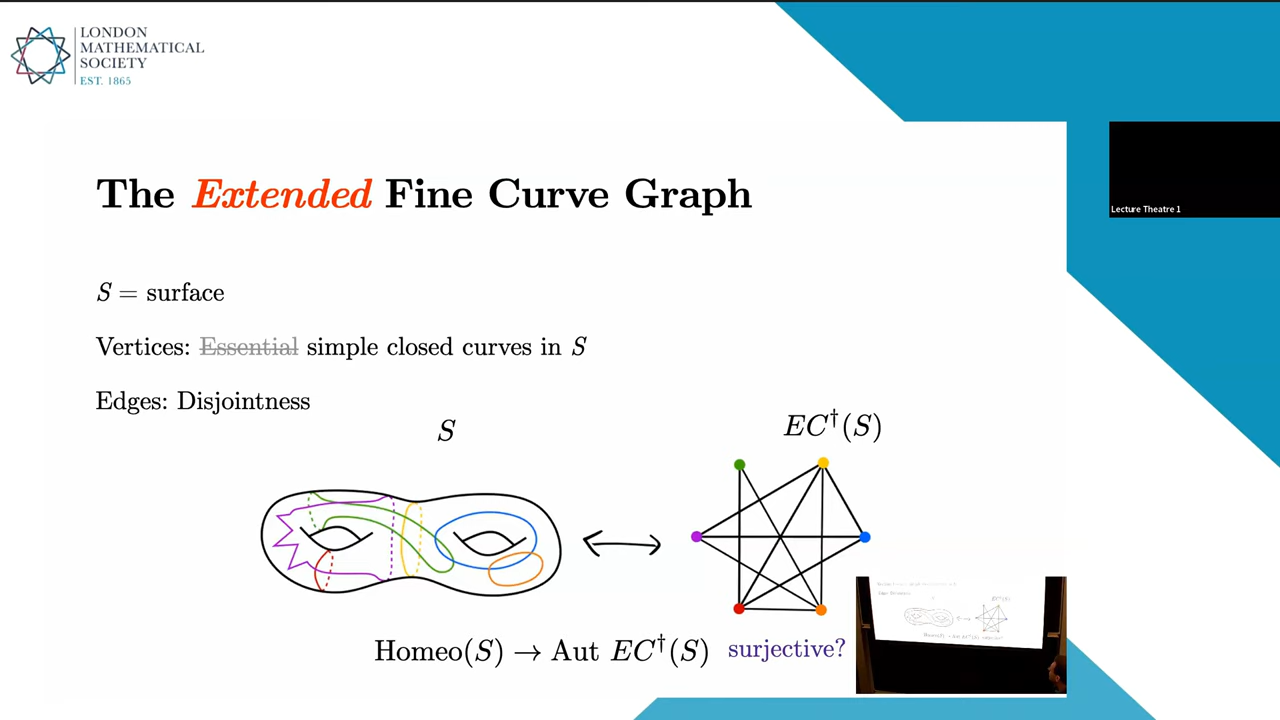 LONDON
MATHEMATICAL
SOCIETY
EST. 1865
The Extended Fine Curve Graph
Lecture Theatre 1
S = surface
Vertices: Essential simple closed curves in S
Edges: Disjointness
S
EC†(S)
Homeo(S) → Aut EC†(S) surjective?